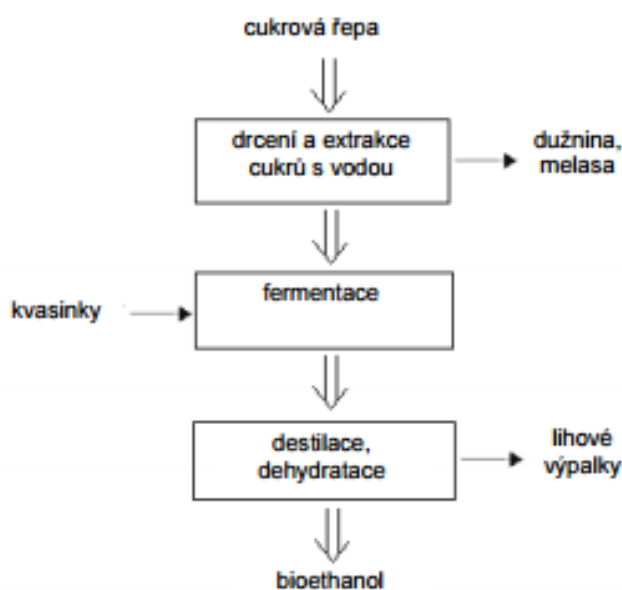 cukrová řepa
drcení a extrakce
cukrů s vodou
dužnina,
melasa
fermentace
kvasinky
destilace,
dehydratace
lihové
výpalky
bioethanol